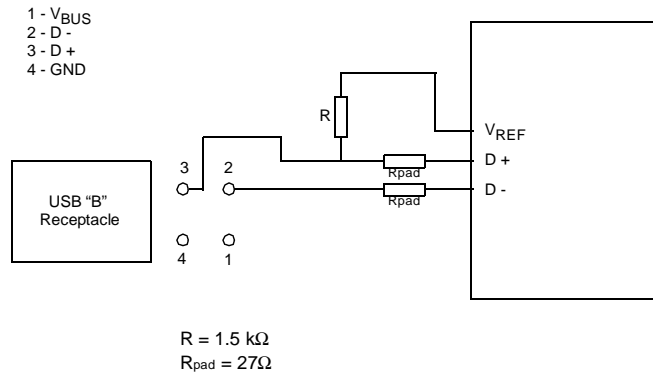 1 - VBUS
2 - D -
3 - D +
4 - GND
R
VREF
D +
Rpad
3
2
D -
Rpad
USB “B”
Receptacle
4
1
R = 1.5 kΩ
Rpad = 27Ω